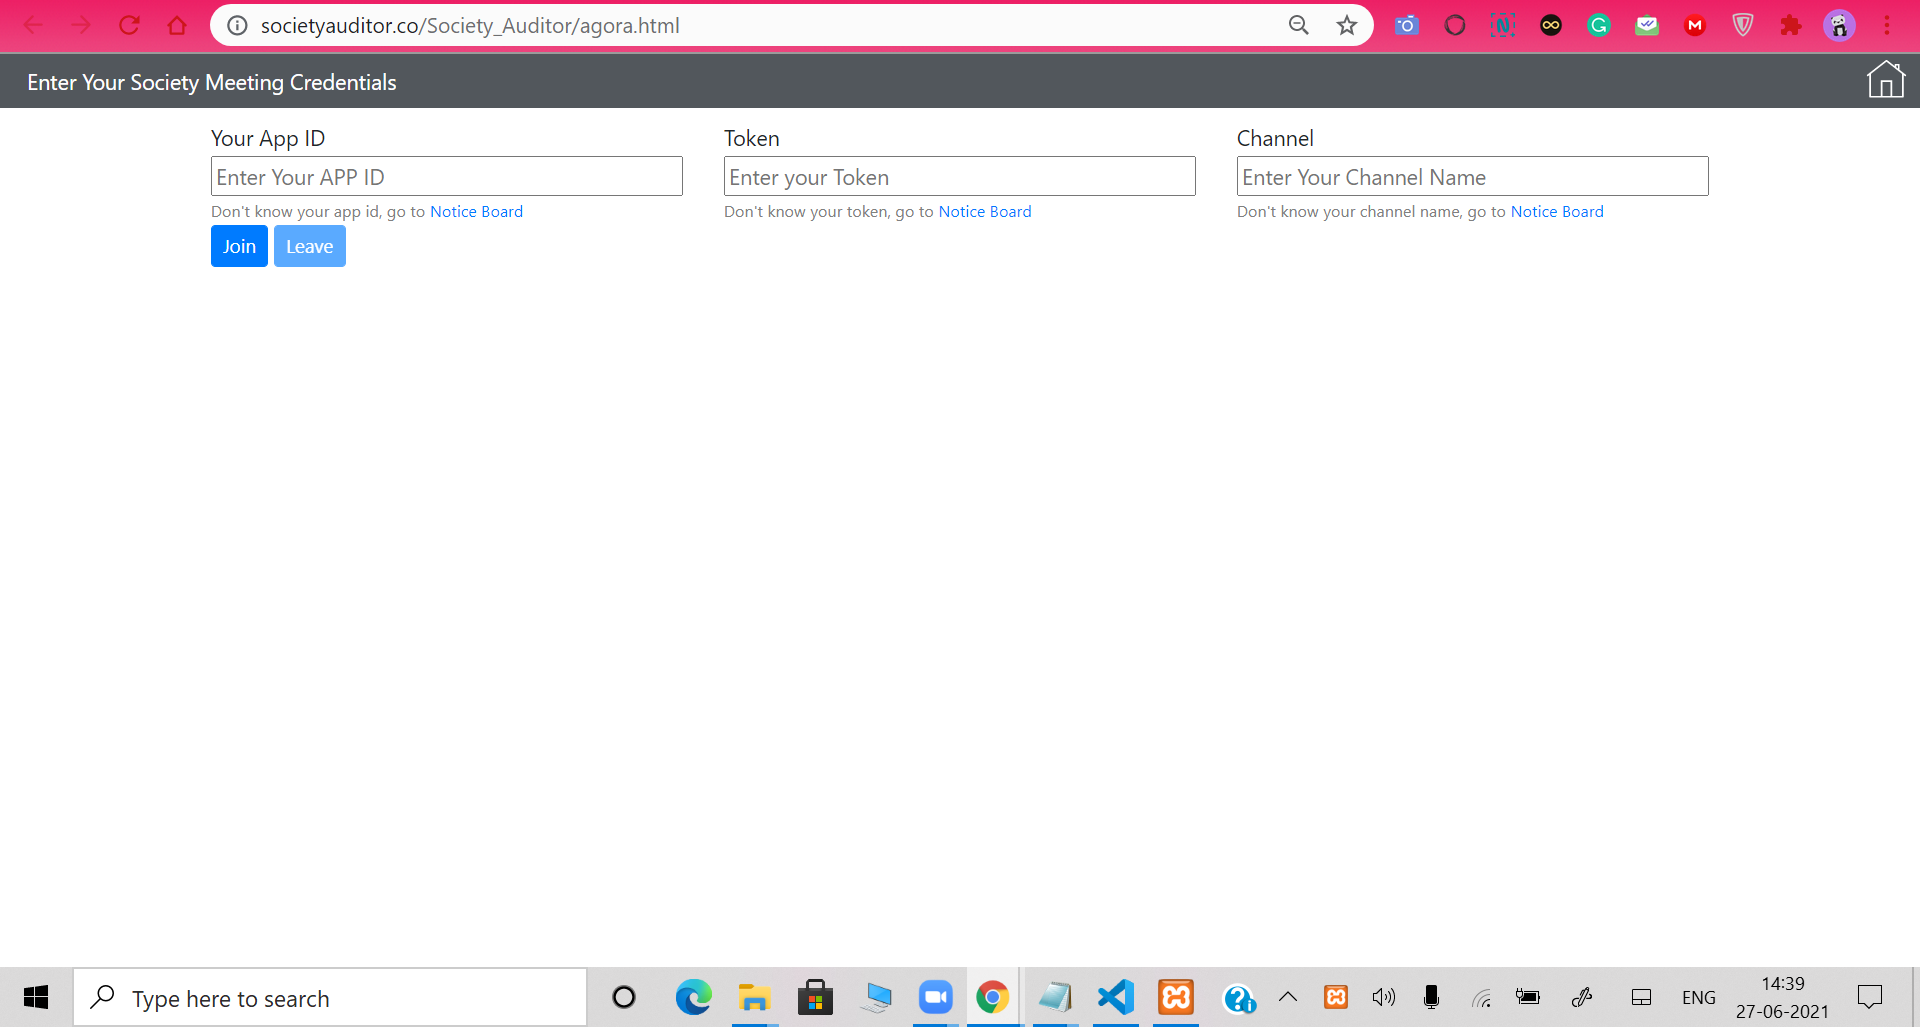 societyauditor.co/Society_Auditor/agora.html
Enter Your Society Meeting Credentials
Your App ID
Enter Your APP ID
Don't know your app id, go to Notice Board
Token
Enter your Token
Don't know your token, go to Notice Board
Channel
Enter Your Channel Name
Don't know your channel name, go to Notice Board
Join
Leave
Type here to search
ENG
14:39
27-06-2021